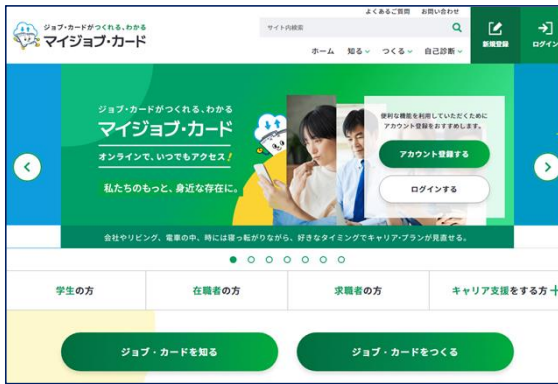 よくあるご質問 お問い合わせ
ジョブ・カードがつくれる、わかる
マイジョブ・カード
サイト内検索
新規登録
ログイン
ホーム 知る つくる 自己診断
ジョブ・カードがつくれる、わかる
マイジョブ・カード
オンラインで、いつでもアクセス!
私たちのもっと、身近な存在に。
便利な機能を利用していただくために
アカウント登録をおすすめします。
アカウント登録する
ログインする
会社やリビング、電車の中、時には寝っ転がりながら、好きなタイミングでキャリア・プランが見直せる。
学生の方 在職者の方 求職者の方 キャリア支援をする方
ジョブ・カードを知る ジョブ・カードをつくる